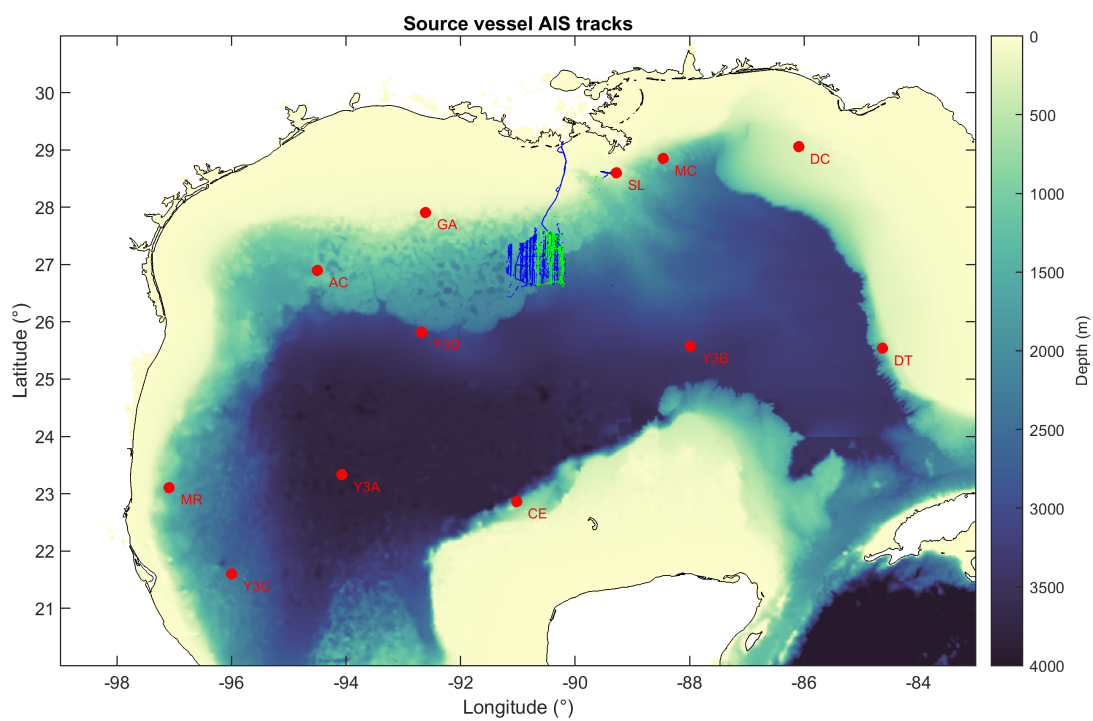 Source vessel AIS tracks
30
29
28
27
26
25
24
23
22
21
Latitude (°)
DC
MC
SL
GA
AC
Y3D
Y3B
DT
Y3A
MR
CE
Y3C
-98
-96
-94
-92
-90
-88
-86
-84
Longitude (°)
0
500
1000
1500
2000
2500
3000
3500
4000
Depth (m)